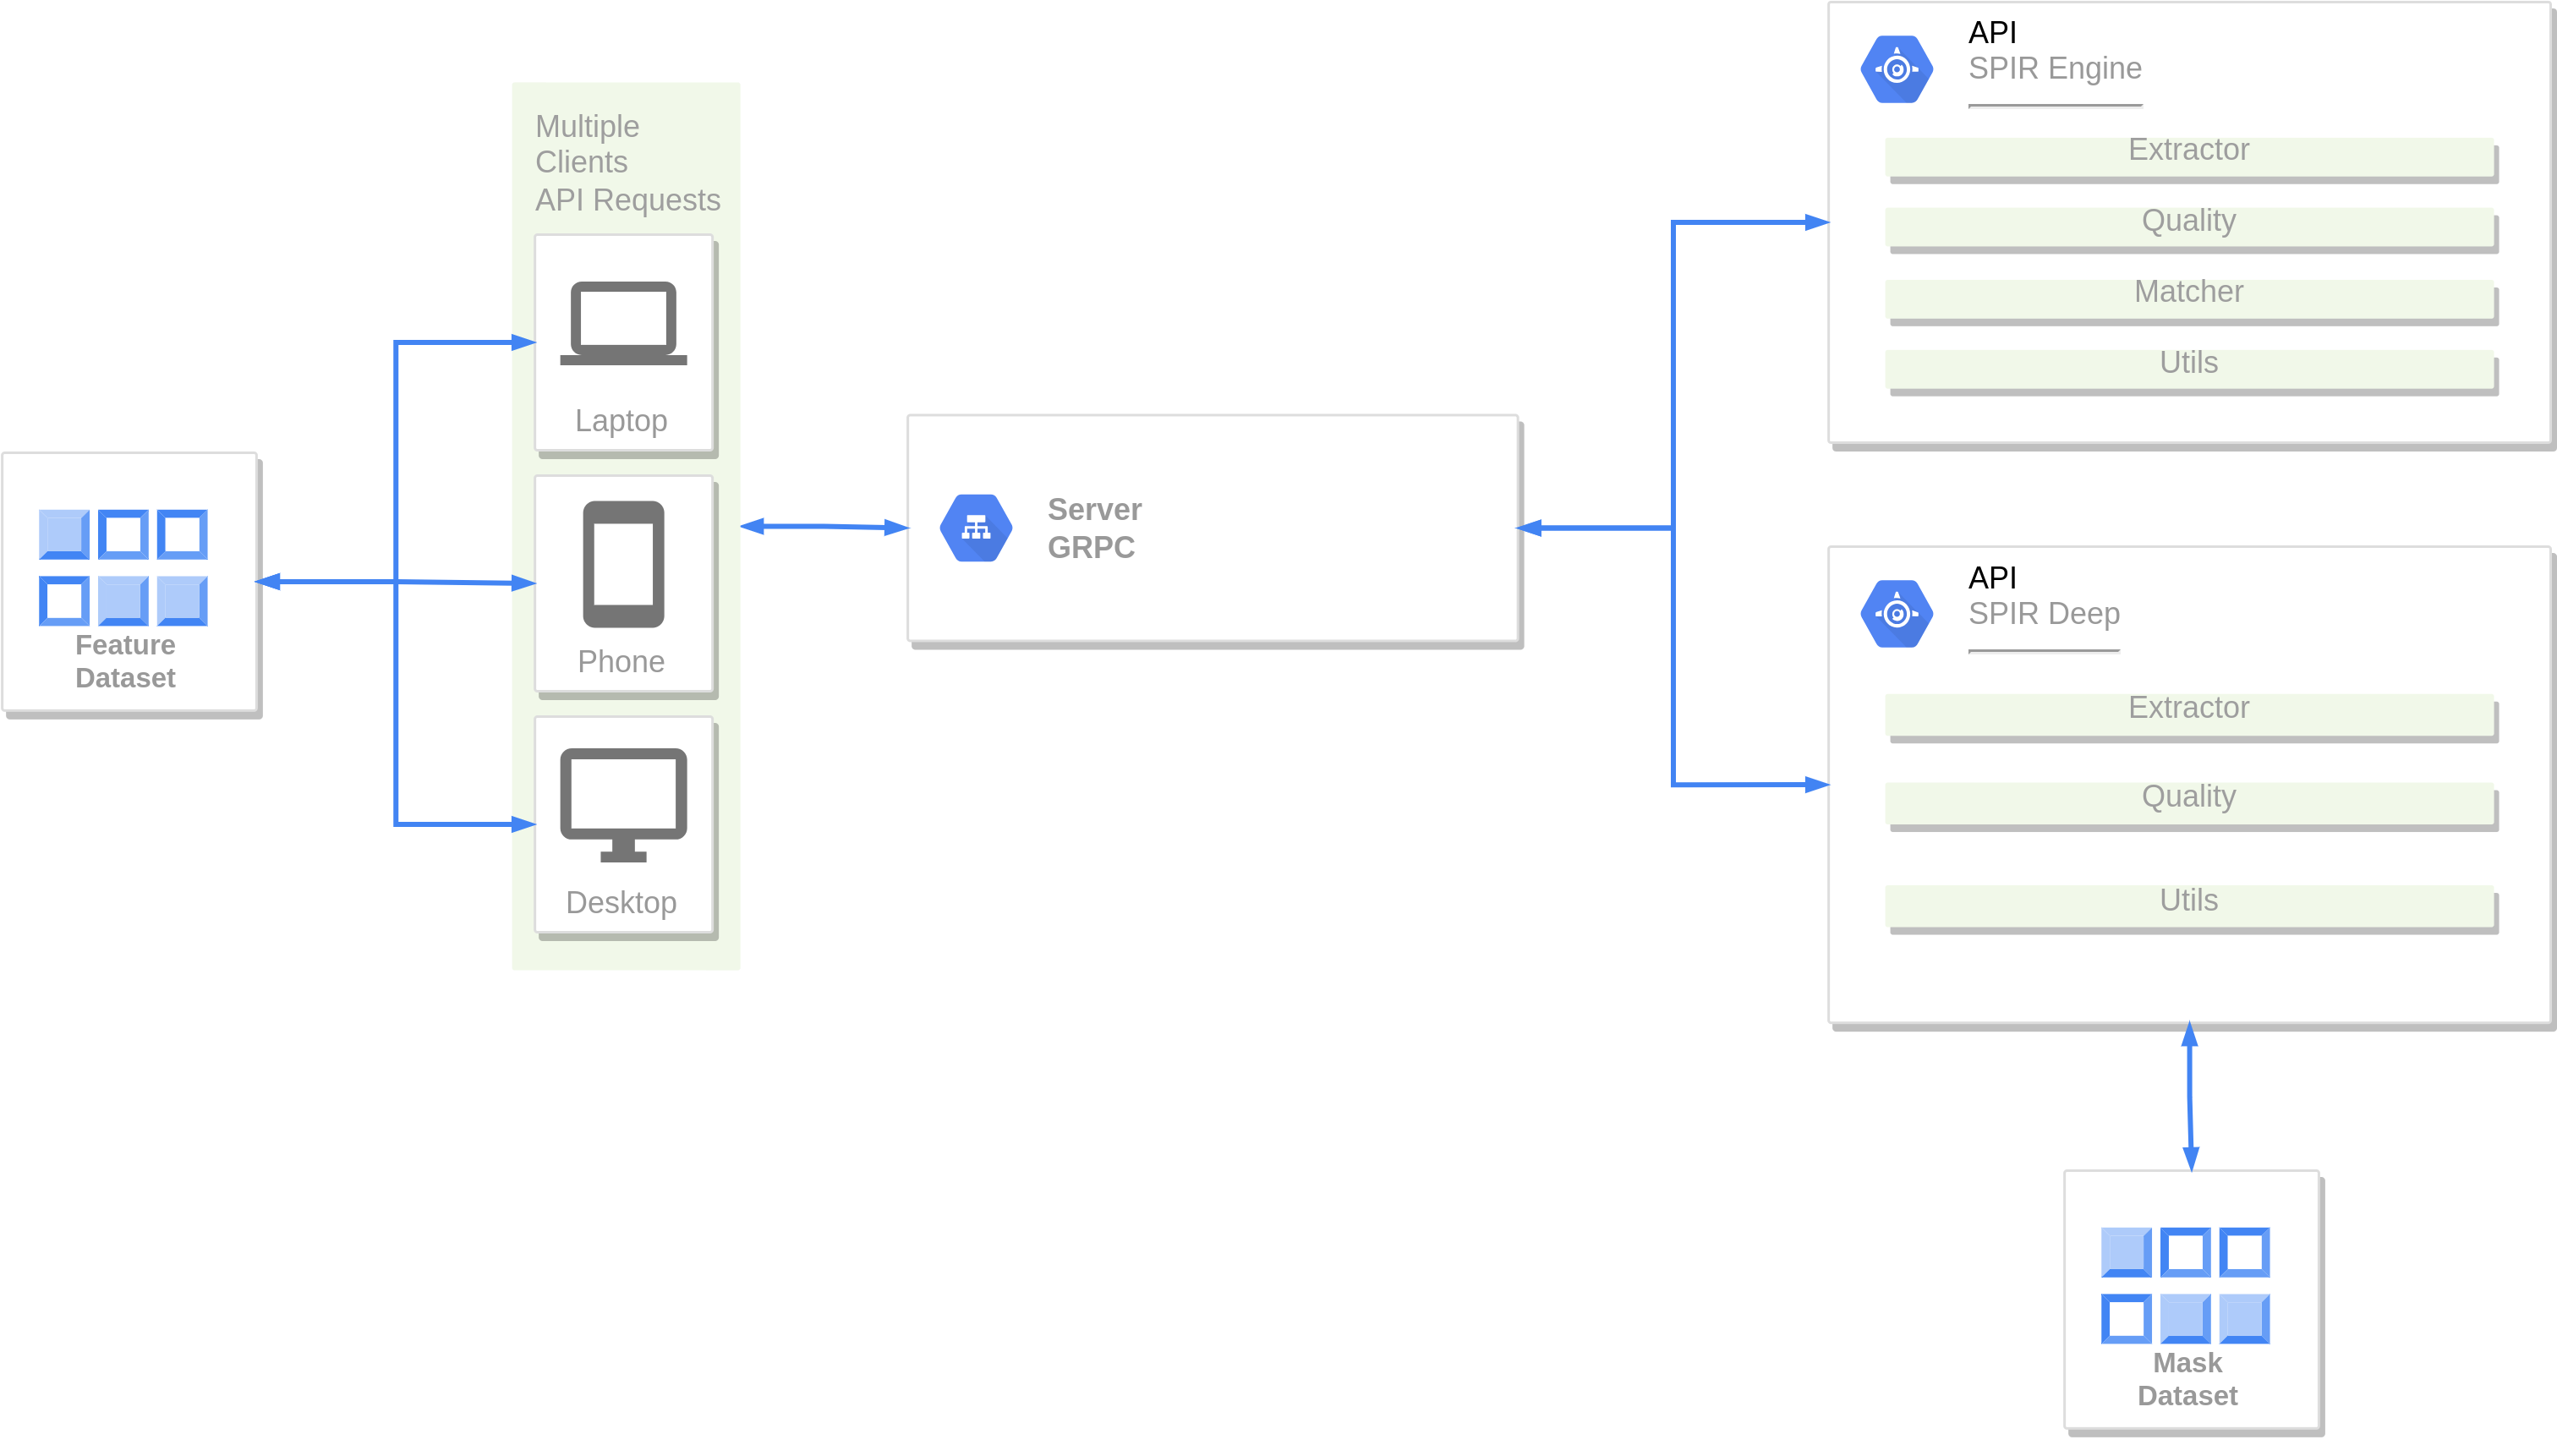 Feature
Dataset
Multiple
Clients
API Requests
Laptop
Phone
Desktop
Server
GRPC
API
SPIR Engine
Extractor
Quality
Matcher
Utils
API
SPIR Deep
Extractor
Quality
Utils
Mask
Dataset